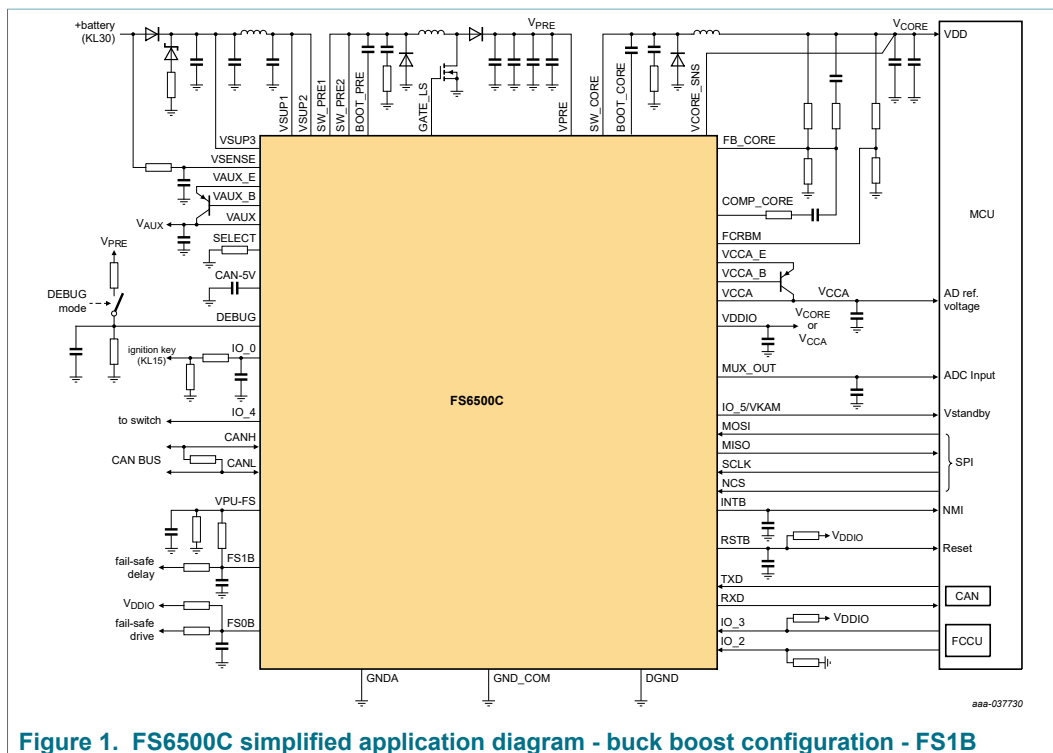 +battery
(KL30)
VPRE
VCORE
VDD
VSUP1
VSUP2
SW_PRE1
SW_PRE2
BOOT_PRE
GATE_LS
VPRE
SW_CORE
BOOT_CORE
VCORE_SNS
VSUP3
VSENSE
VAUX_E
VAUX_B
VAUX
VAUX
SELECT
CAN-5V
VPRE
DEBUG
mode
DEBUG
ignition key
(KL15)
IO_0
to switch
IO_4
CANH
CAN BUS
CANL
VPU-FS
fail-safe
delay
FS1B
VDDIO
fail-safe
drive
FS0B
FS6500C
GNDA
GND_COM
DGND
FB_CORE
COMP_CORE
FCRBM
VCCA_E
VCCA_B
VCCA
VCCA
VDDIO
VCORE
or
VCCA
MUX_OUT
IO_5/VKAM
MOSI
MISO
SCLK
NCS
INTB
RSTB
VDDIO
TXD
RXD
IO_3
VDDIO
IO_2
MCU
AD ref.
voltage
ADC Input
Vstandby
SPI
NMI
Reset
CAN
FCCU
aaa-037730
Figure 1. FS6500C simplified application diagram - buck boost configuration - FS1B